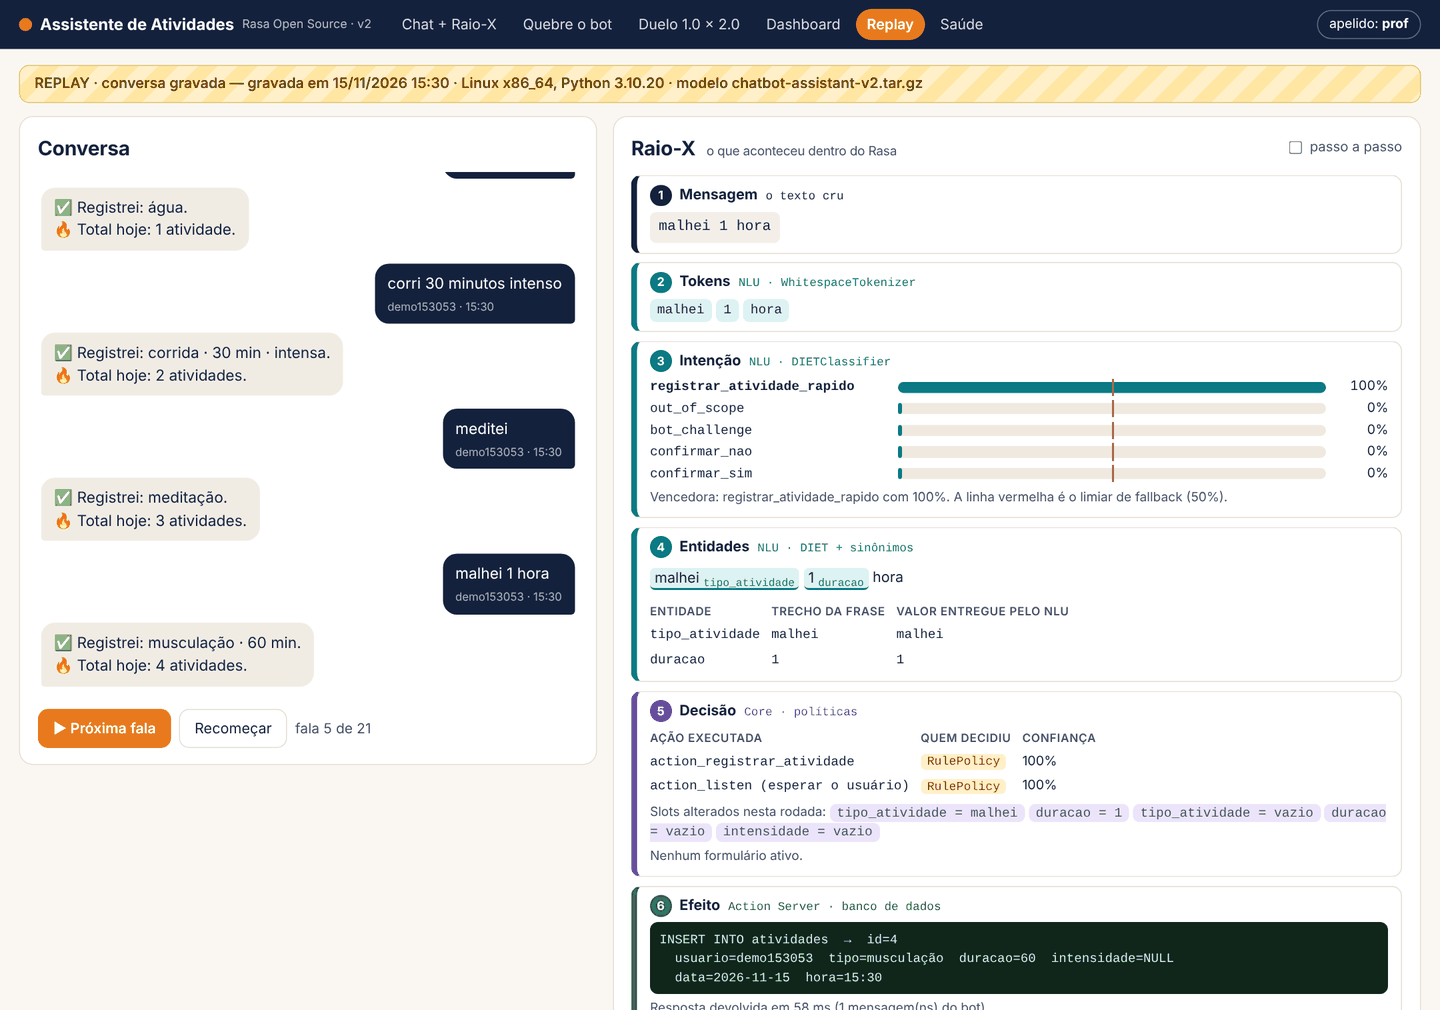 Assistente de Atividades Rasa Open Source · v2 Chat + Raio-X Quebre o bot Duelo 1.0 × 2.0 Dashboard Replay Saúde apelido: prof
REPLAY · conversa gravada — gravada em 15/11/2026 15:30 · Linux x86_64, Python 3.10.20 · modelo chatbot-assistant-v2.tar.gz
Conversa
✅ Registrei: água.
🔥 Total hoje: 1 atividade.
corri 30 minutos intenso
demo153053 · 15:30
✅ Registrei: corrida · 30 min · intensa.
🔥 Total hoje: 2 atividades.
meditei
demo153053 · 15:30
✅ Registrei: meditação.
🔥 Total hoje: 3 atividades.
malhei 1 hora
demo153053 · 15:30
✅ Registrei: musculação · 60 min.
🔥 Total hoje: 4 atividades.
▶ Próxima fala Recomeçar fala 5 de 21
Raio-X o que aconteceu dentro do Rasa passo a passo
1 Mensagem o texto cru
malhei 1 hora
2 Tokens NLU · WhitespaceTokenizer
malhei 1 hora
3 Intenção NLU · DIETClassifier
registrar_atividade_rapido 100%
out_of_scope 0%
bot_challenge 0%
confirmar_nao 0%
confirmar_sim 0%
Vencedora: registrar_atividade_rapido com 100%. A linha vermelha é o limiar de fallback (50%).
4 Entidades NLU · DIET + sinônimos
malhei tipo_atividade 1 duracao hora
ENTIDADE TRECHO DA FRASE VALOR ENTREGUE PELO NLU
tipo_atividade malhei malhei
duracao 1 1
5 Decisão Core · políticas
AÇÃO EXECUTADA QUEM DECIDIU CONFIANÇA
action_registrar_atividade RulePolicy 100%
action_listen (esperar o usuário) RulePolicy 100%
Slots alterados nesta rodada: tipo_atividade = malhei duracao = 1 tipo_atividade = vazio duracao
= vazio intensidade = vazio
Nenhum formulário ativo.
6 Efeito Action Server · banco de dados
INSERT INTO atividades → id=4
usuario=demo153053 tipo=musculação duracao=60 intensidade=NULL
data=2026-11-15 hora=15:30
Resposta devolvida em 58 ms (1 mensagem(ns) do bot)